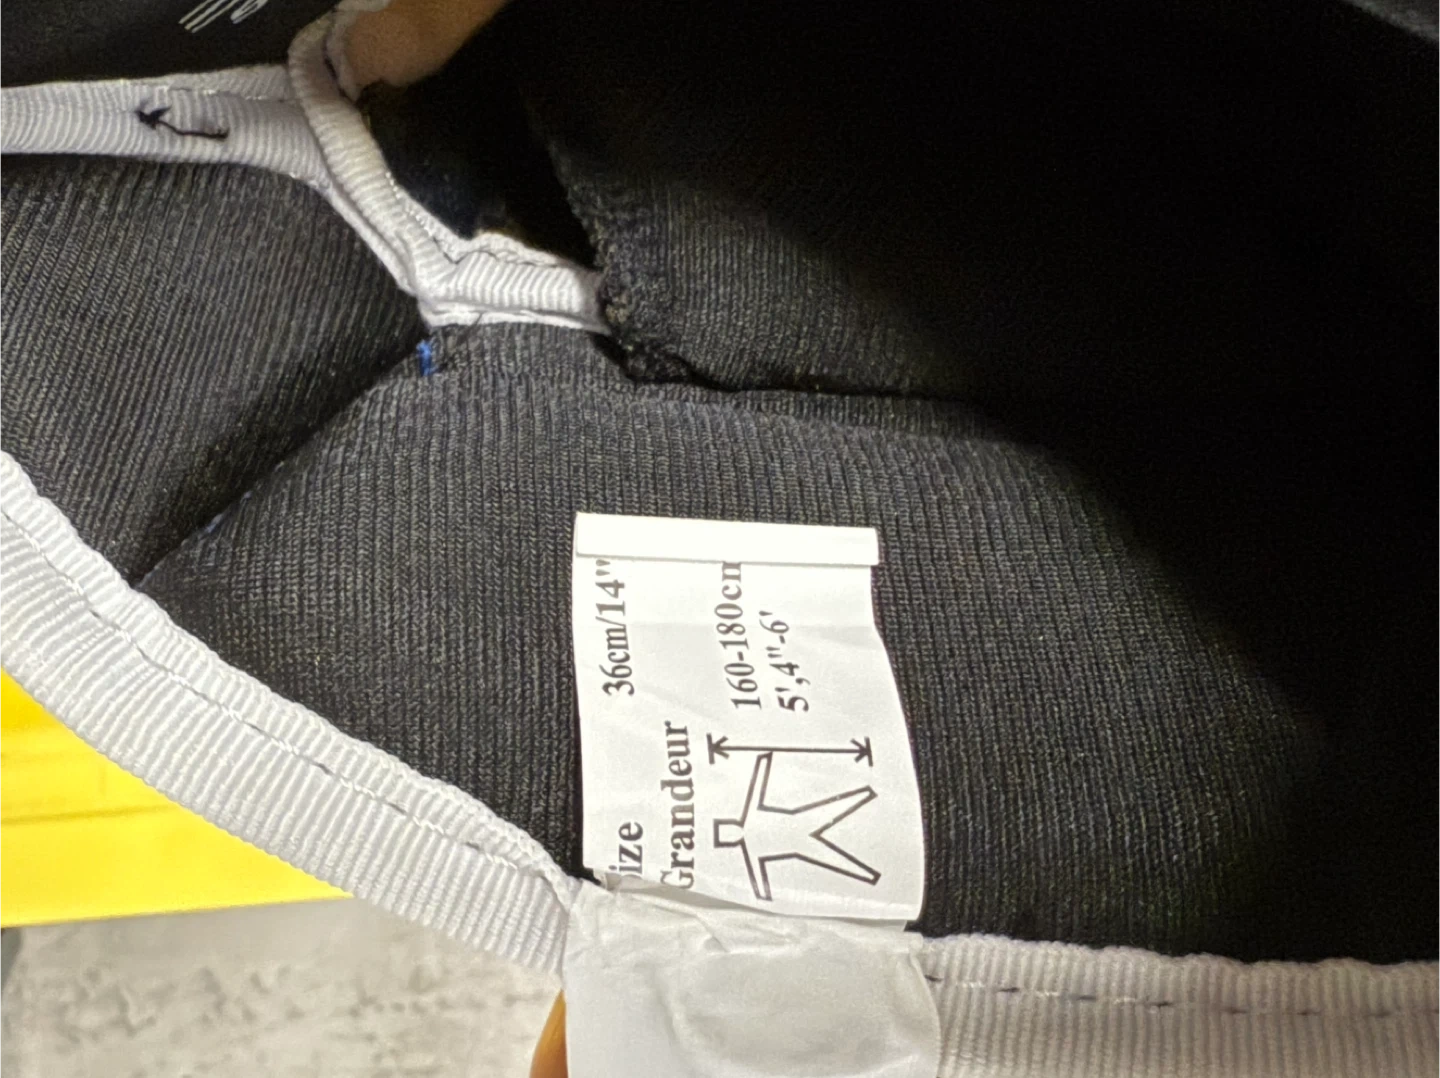 ize 36cm/14"
Grandeur
160-180cm
5',4"-6'